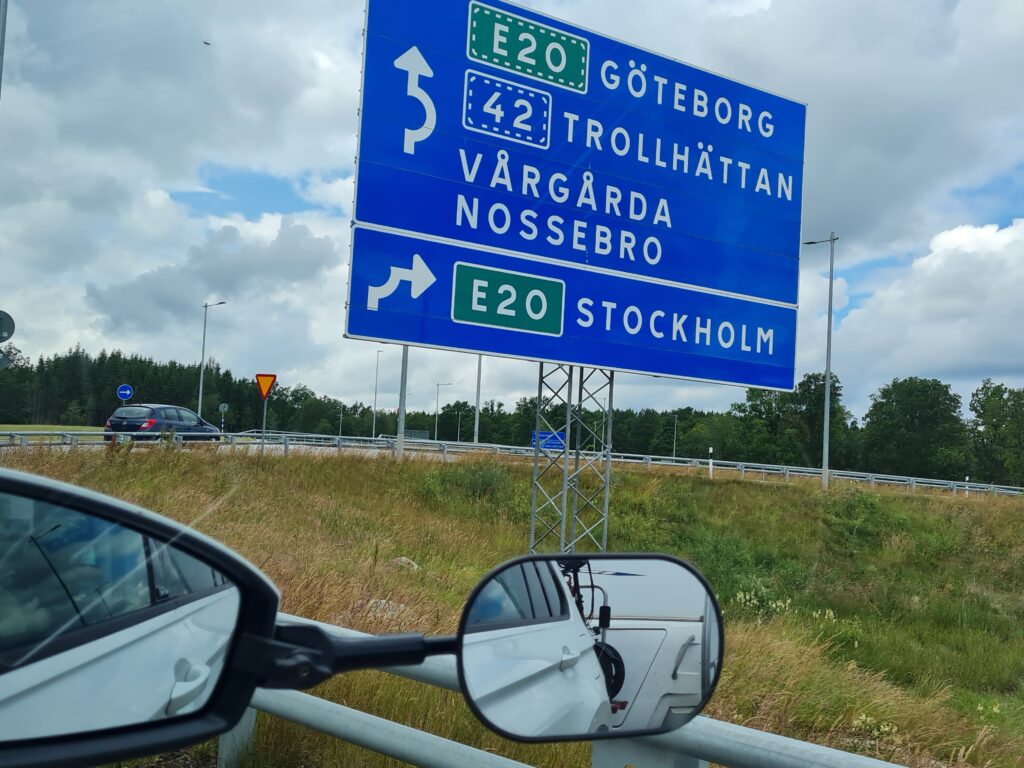 E20 GÖTEBORG
42 TROLLHÄTTAN
VÅRGÅRDA
NOSSEBRO
E20 STOCKHOLM